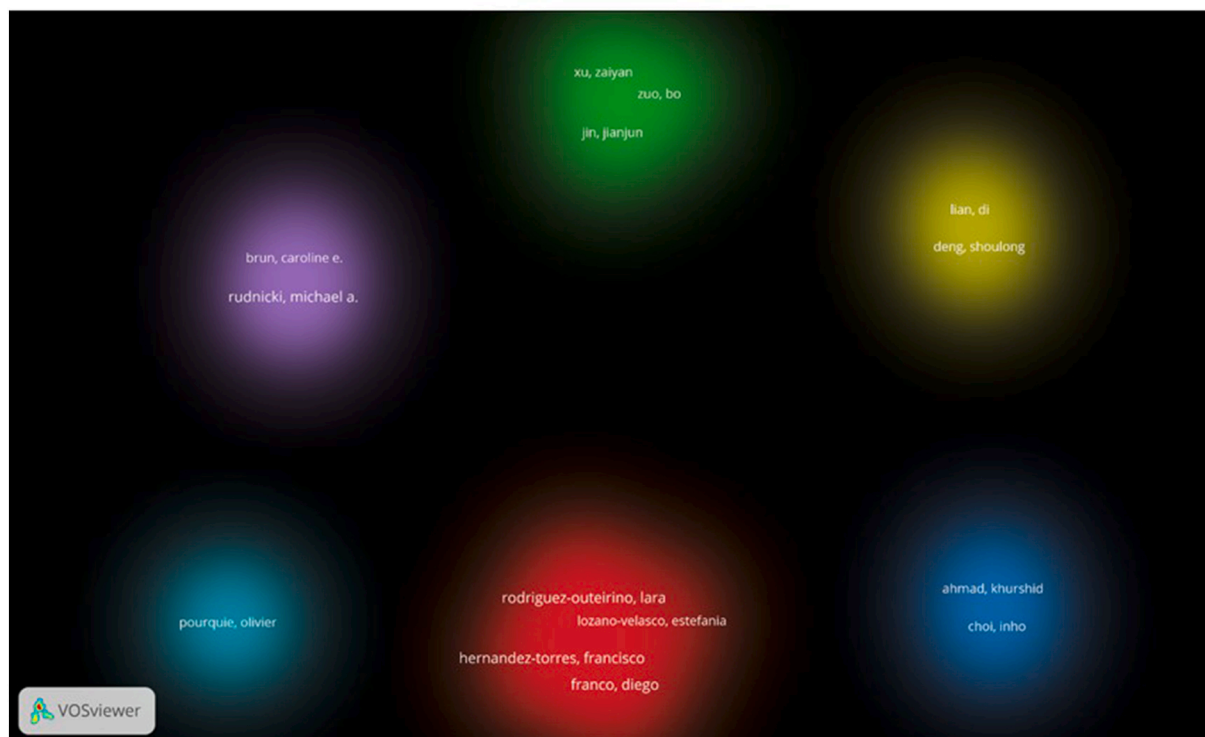 xu, zaiyan
zuo, bo
jin, jianjun
lian, di
deng, shoulong
brun, caroline e.
rudnicki, michael a.
rodriguez-outeirino, lara
lozano-velasco, estefania
hernandez-torres, francisco
franco, diego
pourquie, olivier
ahmad, khurshid
choi, inho
VOSviewer